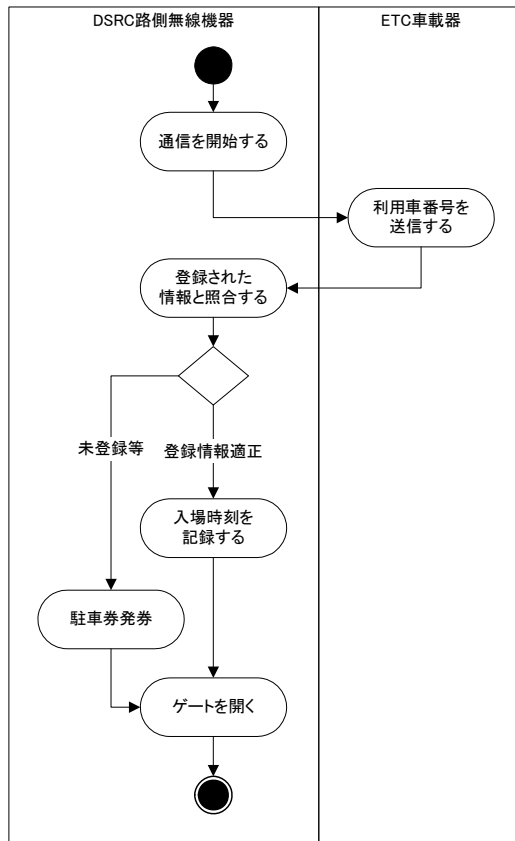 DSRC路側無線機器
ETC車載器
通信を開始する
利用車番号を
送信する
登録された
情報と照合する
未登録等
登録情報適正
入場時刻を
記録する
駐車券発券
ゲートを開く